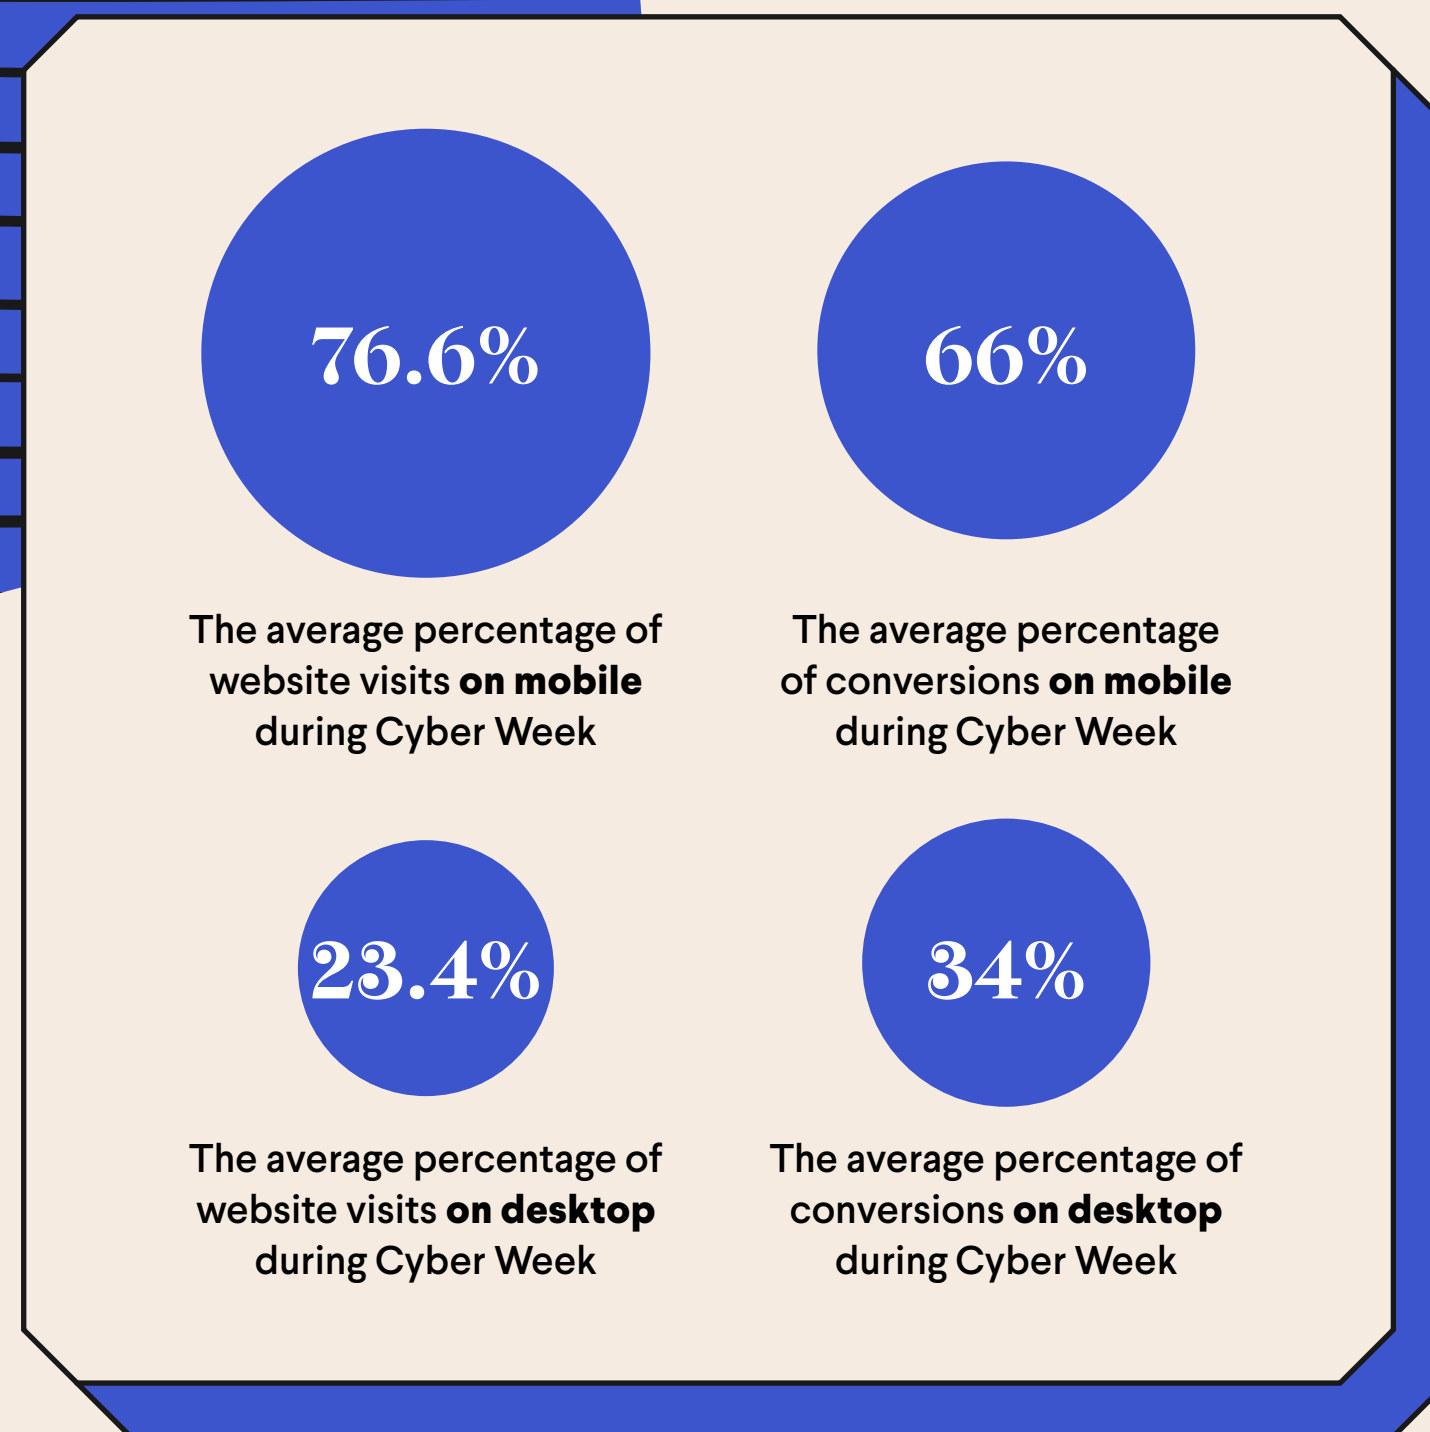 76.6%
The average percentage of
website visits on mobile
during Cyber Week
66%
The average percentage
of conversions on mobile
during Cyber Week
23.4%
The average percentage of
website visits on desktop
during Cyber Week
34%
The average percentage of
conversions on desktop
during Cyber Week